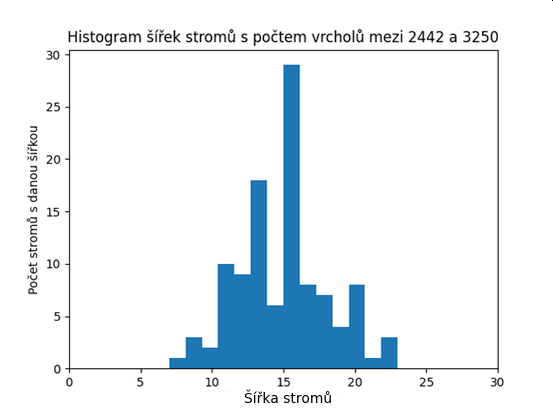 Histogram šířek stromů s počtem vrcholů mezi 2442 a 3250
30
25
20
15
10
5
0
Počet stromů s danou šířkou
0 5 10 15 20 25 30
Šířka stromů